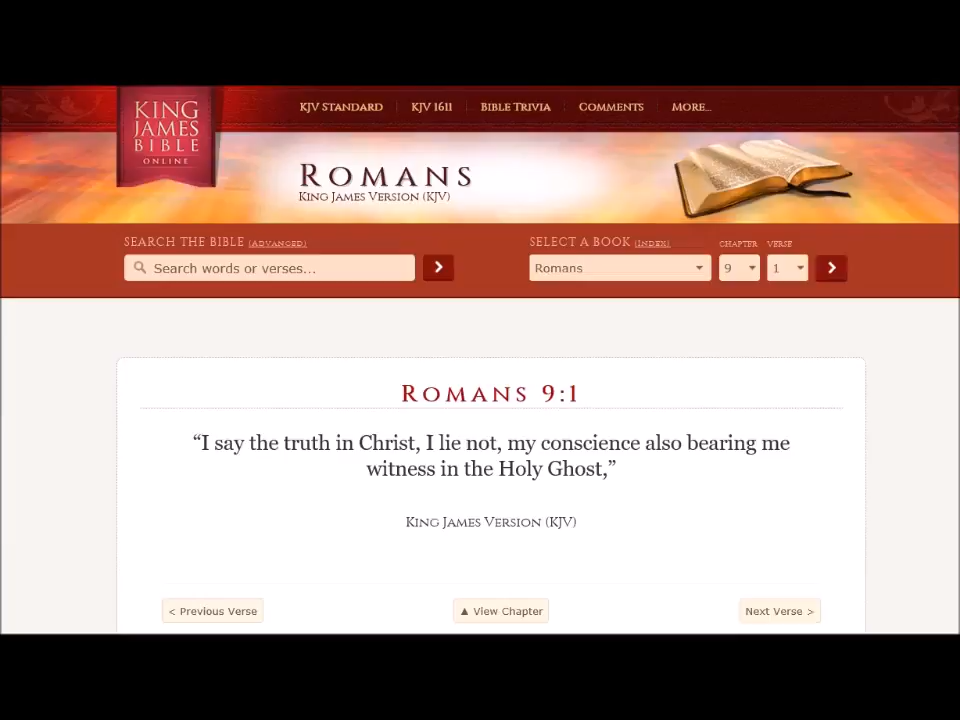 KING
JAMES
BIBLE
ONLINE
KJV STANDARD KJV 1611 BIBLE TRIVIA COMMENTS MORE...
ROMANS
KING JAMES VERSION (KJV)
SEARCH THE BIBLE (ADVANCED) SELECT A BOOK (INDEX) CHAPTER VERSE
Search words or verses... > Romans 9 1 >
ROMANS 9:1
“I say the truth in Christ, I lie not, my conscience also bearing me
witness in the Holy Ghost,”
KING JAMES VERSION (KJV)
< Previous Verse ▲ View Chapter Next Verse >